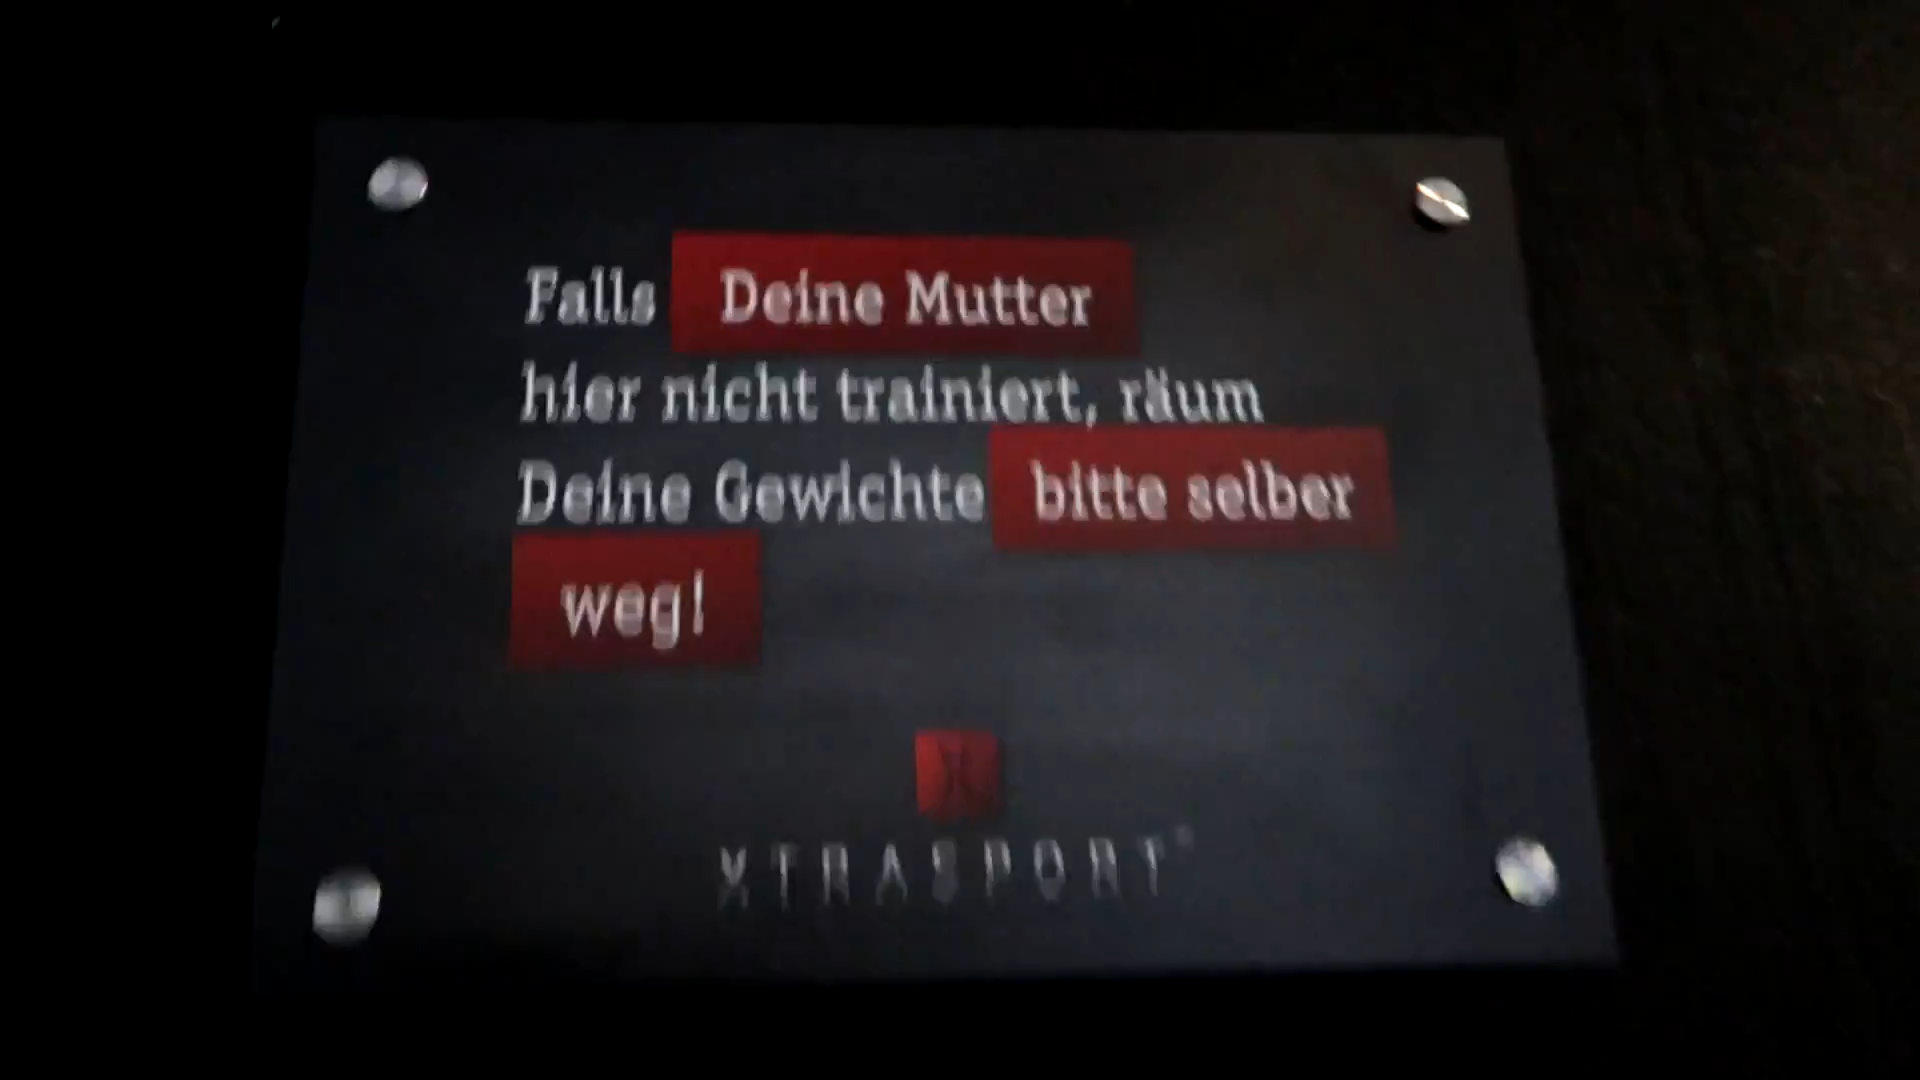 Falls Deine Mutter
hier nicht trainiert, räum
Deine Gewichte bitte selber
weg!
XTRASPORT